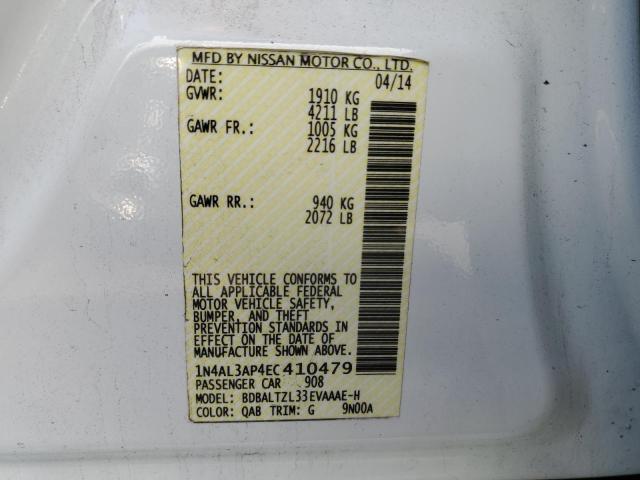 MFD BY NISSAN MOTOR CO., LTD.
DATE: 04/14
GVWR: 1910 KG
4211 LB
GAWR FR.: 1005 KG
2216 LB
GAWR RR.: 940 KG
2072 LB
THIS VEHICLE CONFORMS TO
ALL APPLICABLE FEDERAL
MOTOR VEHICLE SAFETY,
BUMPER, AND THEFT
PREVENTION STANDARDS IN
EFFECT ON THE DATE OF
MANUFACTURE SHOWN ABOVE.
1N4AL3AP4EC410479
PASSENGER CAR 908
MODEL: BDBALTZL33EVAAAE-H
COLOR: QAB TRIM: G 9N00A